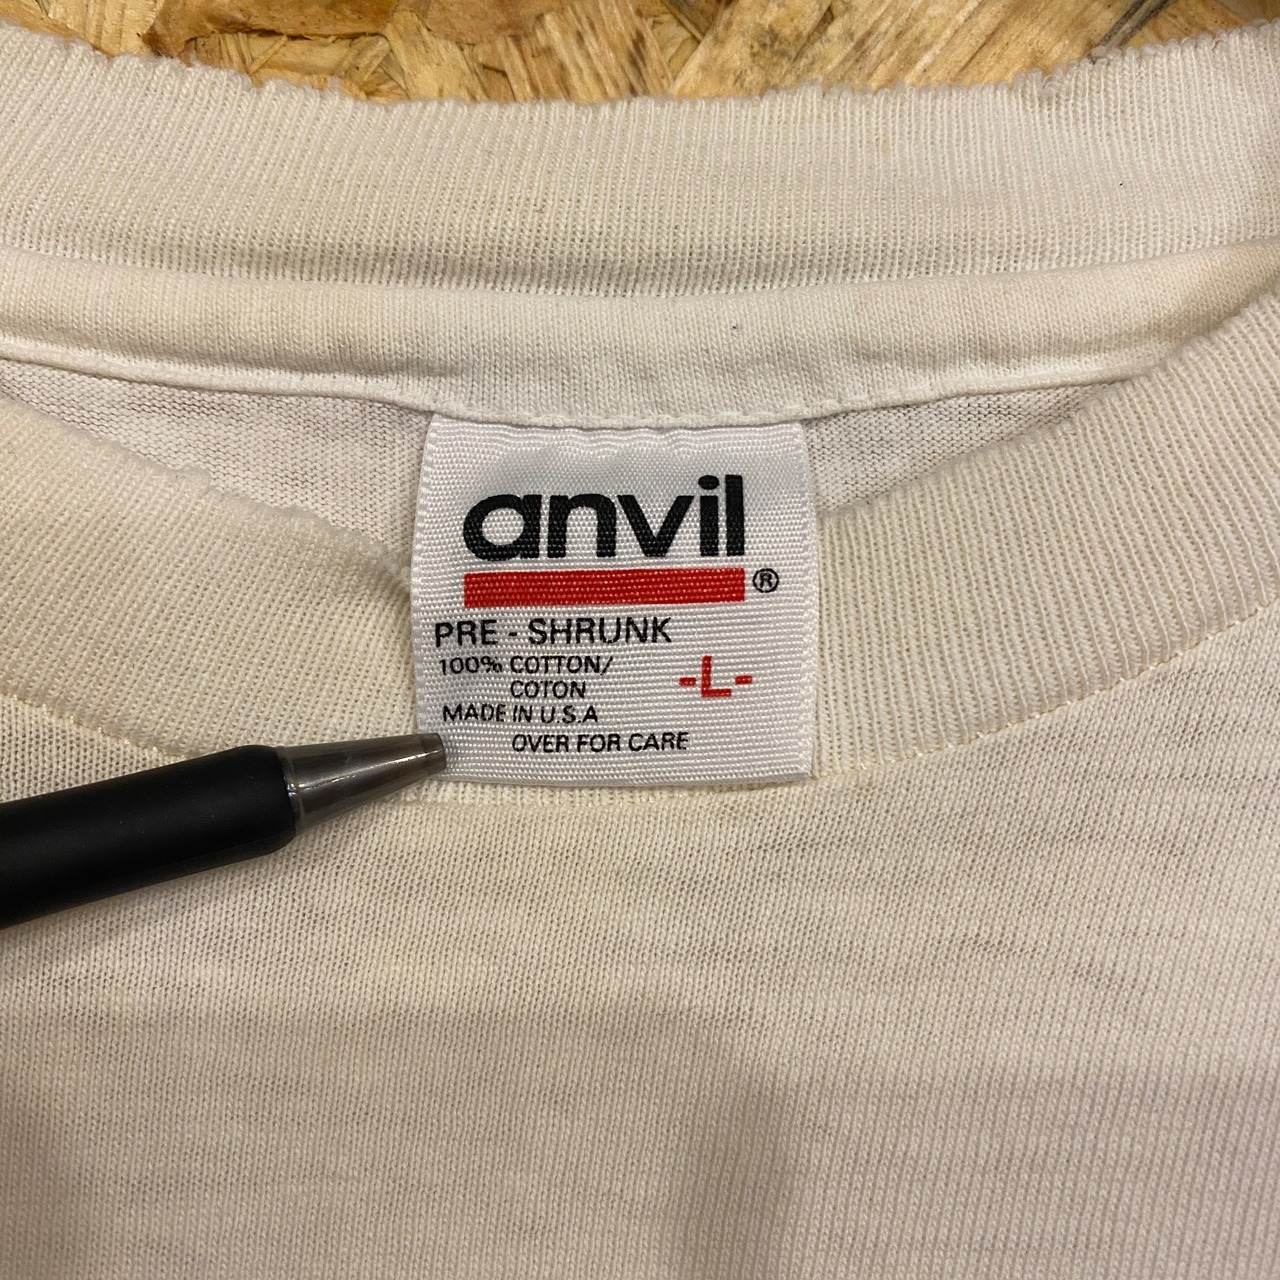 anvil
®
PRE - SHRUNK
100% COTTON/
COTON
-L-
MADE IN U.S.A
OVER FOR CARE